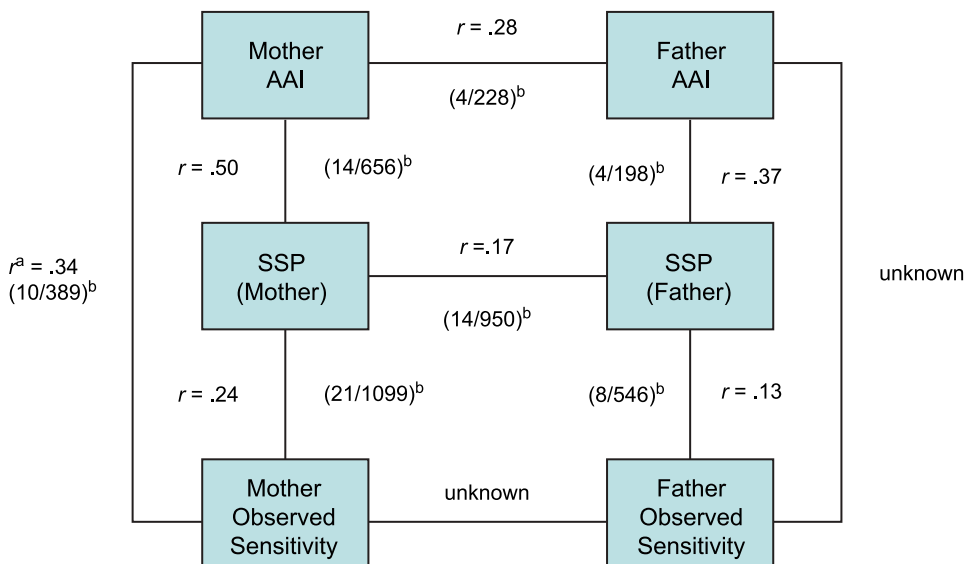 r = .28
Mother
AAI
Father
AAI
(4/228)ᵇ
r = .50
(14/656)ᵇ
(4/198)ᵇ
r = .37
rᵃ = .34
(10/389)ᵇ
SSP
(Mother)
r =.17
SSP
(Father)
unknown
(14/950)ᵇ
r = .24
(21/1099)ᵇ
(8/546)ᵇ
r = .13
Mother
Observed
Sensitivity
unknown
Father
Observed
Sensitivity